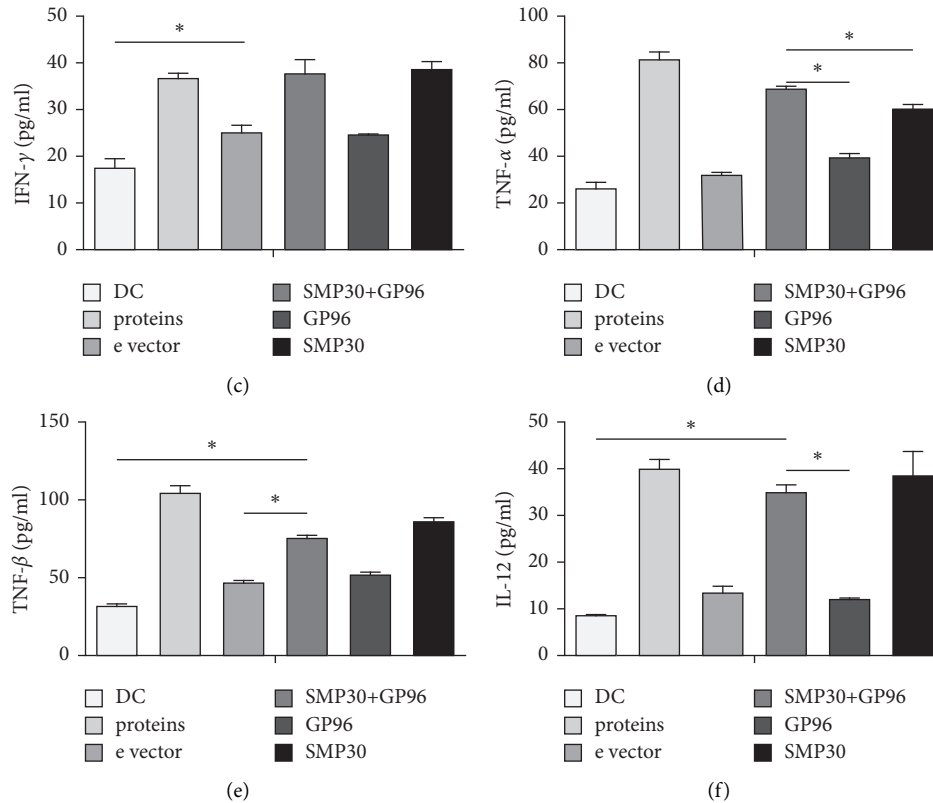 50
40
30
20
10
0
IFN-γ (pg/ml)
*
DC
proteins
e vector
SMP30+GP96
GP96
SMP30
(c)
100
80
60
40
20
0
TNF-α (pg/ml)
*
*
DC
proteins
e vector
SMP30+GP96
GP96
SMP30
(d)
150
100
50
0
TNF-β (pg/ml)
*
*
DC
proteins
e vector
SMP30+GP96
GP96
SMP30
(e)
50
40
30
20
10
0
IL-12 (pg/ml)
*
*
DC
proteins
e vector
SMP30+GP96
GP96
SMP30
(f)